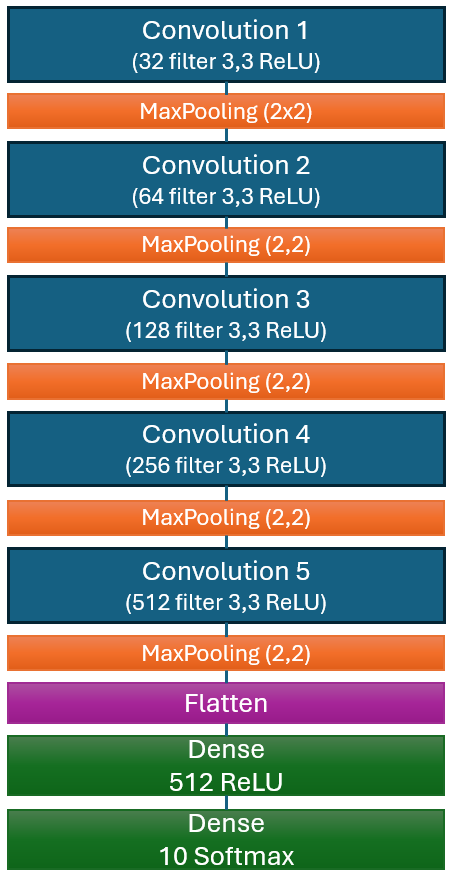 Convolution 1
(32 filter 3,3 ReLU)
MaxPooling (2x2)
Convolution 2
(64 filter 3,3 ReLU)
MaxPooling (2,2)
Convolution 3
(128 filter 3,3 ReLU)
MaxPooling (2,2)
Convolution 4
(256 filter 3,3 ReLU)
MaxPooling (2,2)
Convolution 5
(512 filter 3,3 ReLU)
MaxPooling (2,2)
Flatten
Dense
512 ReLU
Dense
10 Softmax